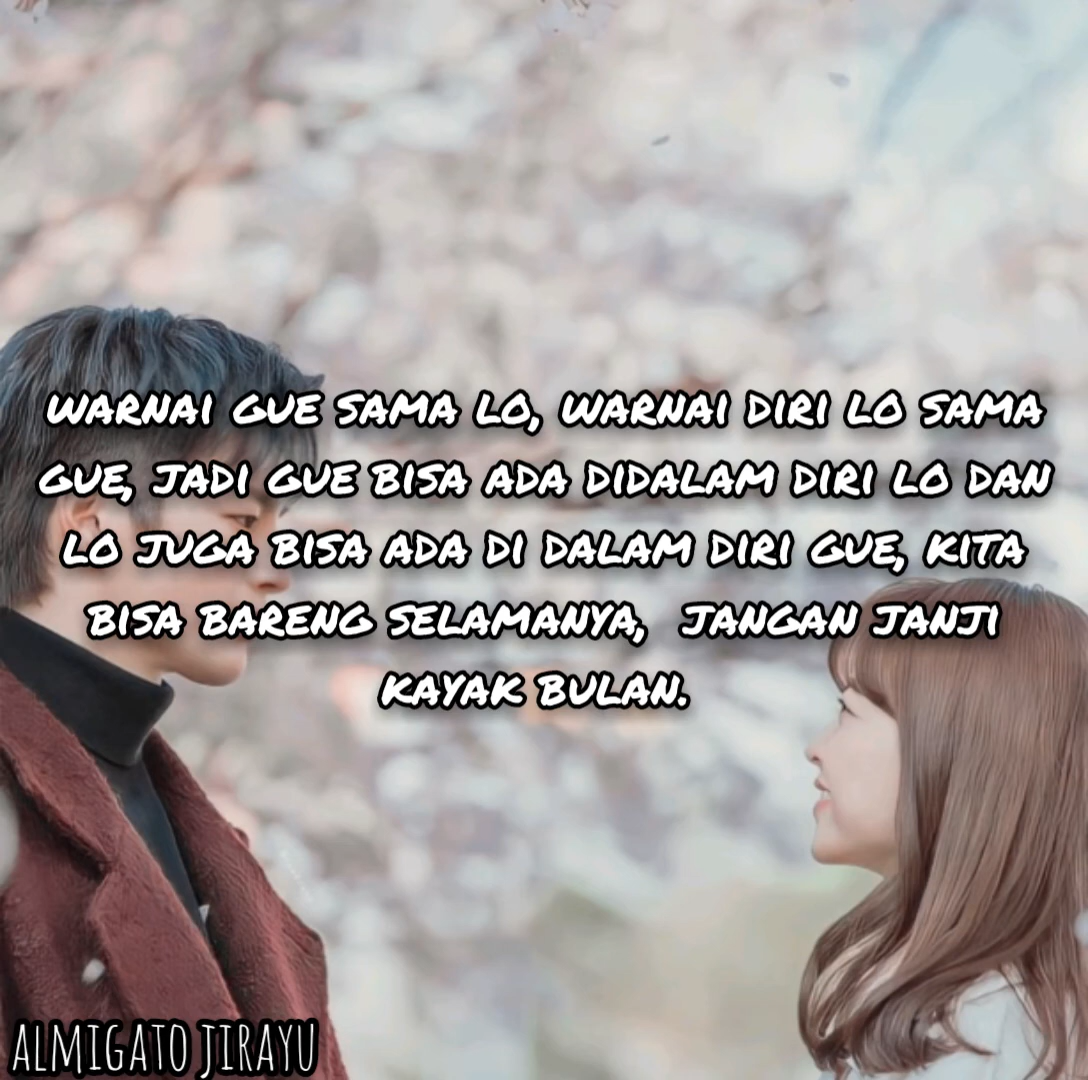 WARNAI GUE SAMA LO, WARNAI DIRI LO SAMA
GUE, JADI GUE BISA ADA DIDALAM DIRI LO DAN
LO JUGA BISA ADA DI DALAM DIRI GUE, KITA
BISA BARENG SELAMANYA, JANGAN JANJI
KAYAK BULAN.
ALMIGATO JIRAYU